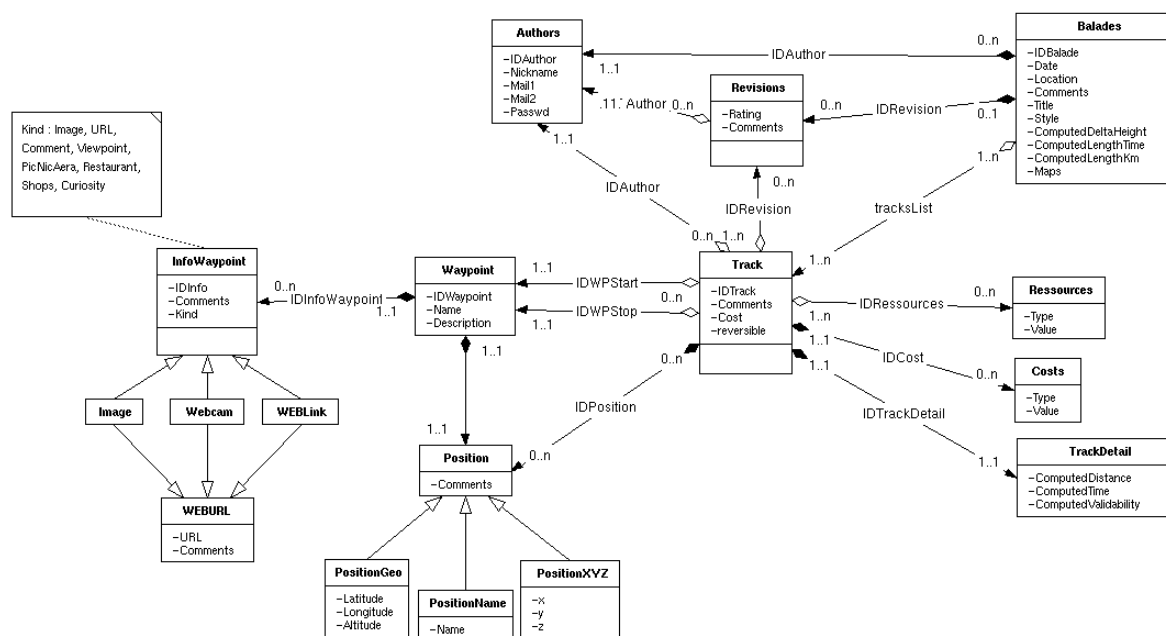 Authors
-IDAuthor
-Nickname
-Mail1
-Mail2
-Passwd
Balades
-IDBalade
-Date
-Location
-Comments
-Title
-Style
-ComputedDeltaHeight
-ComputedLengthTime
-ComputedLengthKm
-Maps
IDAuthor
0..n
1..1
Revisions
-Rating
-Comments
.11.
Author
0..n
0..n
IDRevision
0..1
1..1
1..n
Kind : Image, URL,
Comment, Viewpoint,
PicNicAera, Restaurant,
Shops, Curiosity
IDAuthor
0..n
IDRevision
tracksList
0..n
1..n
1..n
InfoWaypoint
-IDInfo
-Comments
-Kind
0..n
IDInfoWaypoint
1..1
Waypoint
-IDWaypoint
-Name
-Description
1..1
IDWPStart
0..n
IDWPStop
1..1
Track
-IDTrack
-Comments
-Cost
-reversible
IDRessources
0..n
1..n
Ressources
-Type
-Value
1..1
IDCost
0..n
Costs
-Type
-Value
1..1
0..n
1..1
IDTrackDetail
1..1
TrackDetail
-ComputedDistance
-ComputedTime
-ComputedValidability
Image
Webcam
WEBLink
IDPosition
1..1
0..n
Position
-Comments
WEBURL
-URL
-Comments
PositionGeo
-Latitude
-Longitude
-Altitude
PositionName
-Name
PositionXYZ
-x
-y
-z